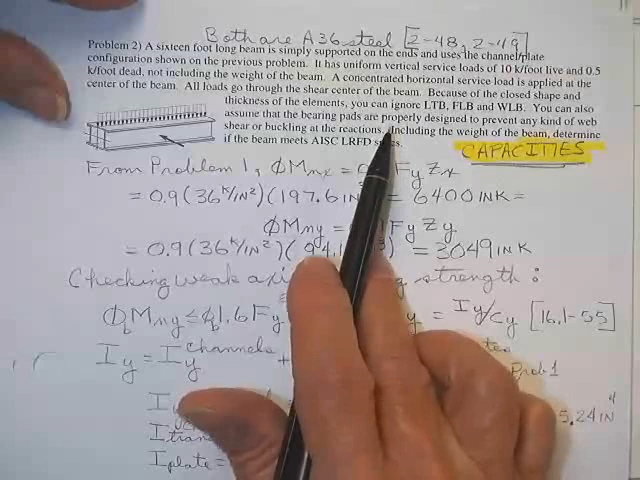 Both are A36 steel [2-48, 2-49]
Problem 2) A sixteen foot long beam is simply supported on the ends and uses the channel/plate
configuration shown on the previous problem. It has uniform vertical service loads of 10 k/foot live and 0.5
k/foot dead, not including the weight of the beam. A concentrated horizontal service load is applied at the
center of the beam. All loads go through the shear center of the beam. Because of the closed shape and
thickness of the elements, you can ignore LTB, FLB and WLB. You can also
assume that the bearing pads are properly designed to prevent any kind of web
shear or buckling at the reactions. Including the weight of the beam, determine
if the beam meets AISC LRFD
CAPACITIES
From Problem 1, ϕMnx = FyZx
= 0.9(36 k/in²)(197.6 in = 6400 INK =
ϕMny = FyZy
= 0.9(36 k/in²)( = 3049 INK
Checking weak strength:
ϕbMny ≤ ϕb1.6Fy y = Iy/cy [16.1-55]
Iy = Iy channels +
Prob 1
I 5.24 IN⁴
Itran
Iplate =